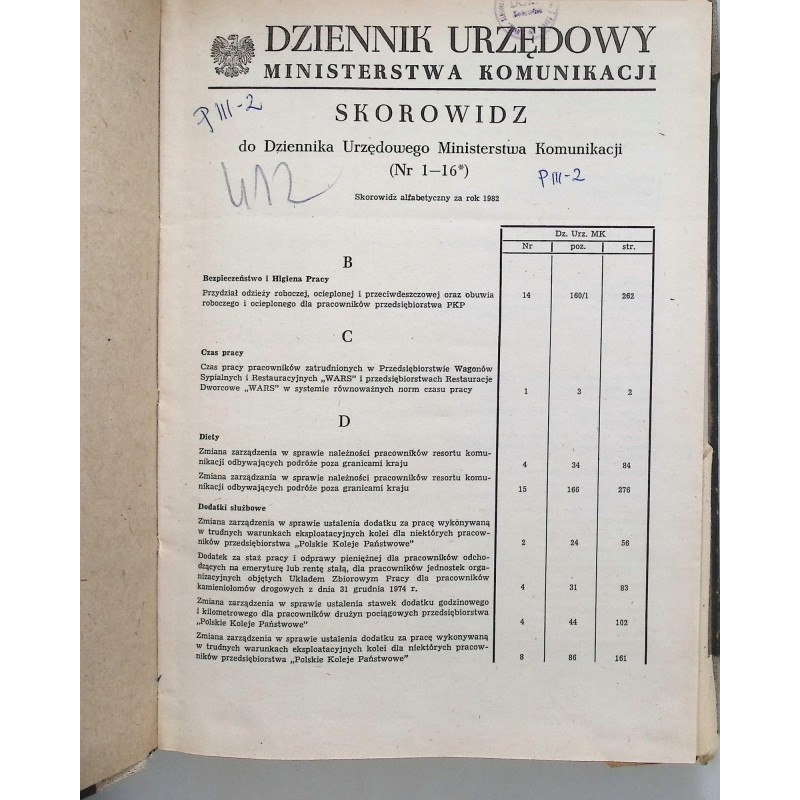 DZIENNIK URZĘDOWY
MINISTERSTWA KOMUNIKACJI
P III-2
SKOROWIDZ
do Dziennika Urzędowego Ministerstwa Komunikacji
(Nr 1—16*)
P III-2
Skorowidz alfabetyczny za rok 1982
Dz. Urz. MK
Nr poz. str.
B
Bezpieczeństwo i Higiena Pracy
Przydział odzieży roboczej, ocieplonej i przeciwdeszczowej oraz obuwia
roboczego i ocieplonego dla pracowników przedsiębiorstwa PKP 14 160/1 262
C
Czas pracy
Czas pracy pracowników zatrudnionych w Przedsiębiorstwie Wagonów
Sypialnych i Restauracyjnych „WARS" i przedsiębiorstwach Restauracje
Dworcowe „WARS" w systemie równoważnych norm czasu pracy 1 3 2
D
Diety
Zmiana zarządzenia w sprawie należności pracowników resortu komu-
nikacji odbywających podróże poza granicami kraju 4 34 84
Zmiana zarządzania w sprawie należności pracowników resortu komu-
nikacji odbywających podróże poza granicami kraju 15 166 276
Dodatki służbowe
Zmiana zarządzenia w sprawie ustalenia dodatku za pracę wykonywaną
w trudnych warunkach eksploatacyjnych kolei dla niektórych pracow-
ników przedsiębiorstwa „Polskie Koleje Państwowe" 2 24 56
Dodatek za staż pracy i odprawy pieniężnej dla pracowników odcho-
dzących na emeryturę lub rentę stałą, dla pracowników jednostek orga-
nizacyjnych objętych Układem Zbiorowym Pracy dla pracowników
kamieniołomów drogowych z dnia 31 grudnia 1974 r. 4 31 83
Zmiana zarządzenia w sprawie ustalenia stawek dodatku godzinowego
i kilometrowego dla pracowników drużyn pociągowych przedsiębiorstwa
„Polskie Koleje Państwowe" 4 44 102
Zmiana zarządzenia w sprawie ustalenia dodatku za pracę wykonywaną
w trudnych warunkach eksploatacyjnych kolei dla niektórych pracow-
ników przedsiębiorstwa „Polskie Koleje Państwowe" 8 86 161